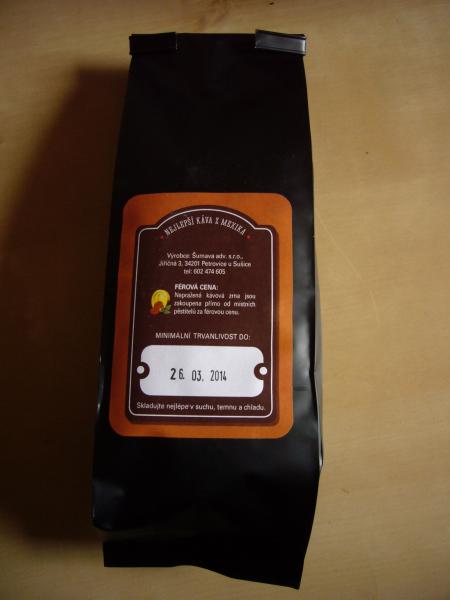 NEJLEPŠÍ KÁVA Z MEXIKA
Výrobce: Šumava adv. s.r.o.,
Jiřičná 3, 34201 Petrovice u Sušice
tel: 602 474 605
FÉROVÁ CENA:
Nepražená kávová zrna jsou
zakoupena přímo od místních
pěstitelů za férovou cenu.
MINIMÁLNÍ TRVANLIVOST DO:
26. 03. 2014
Skladujte nejlépe v suchu, temnu a chladu.